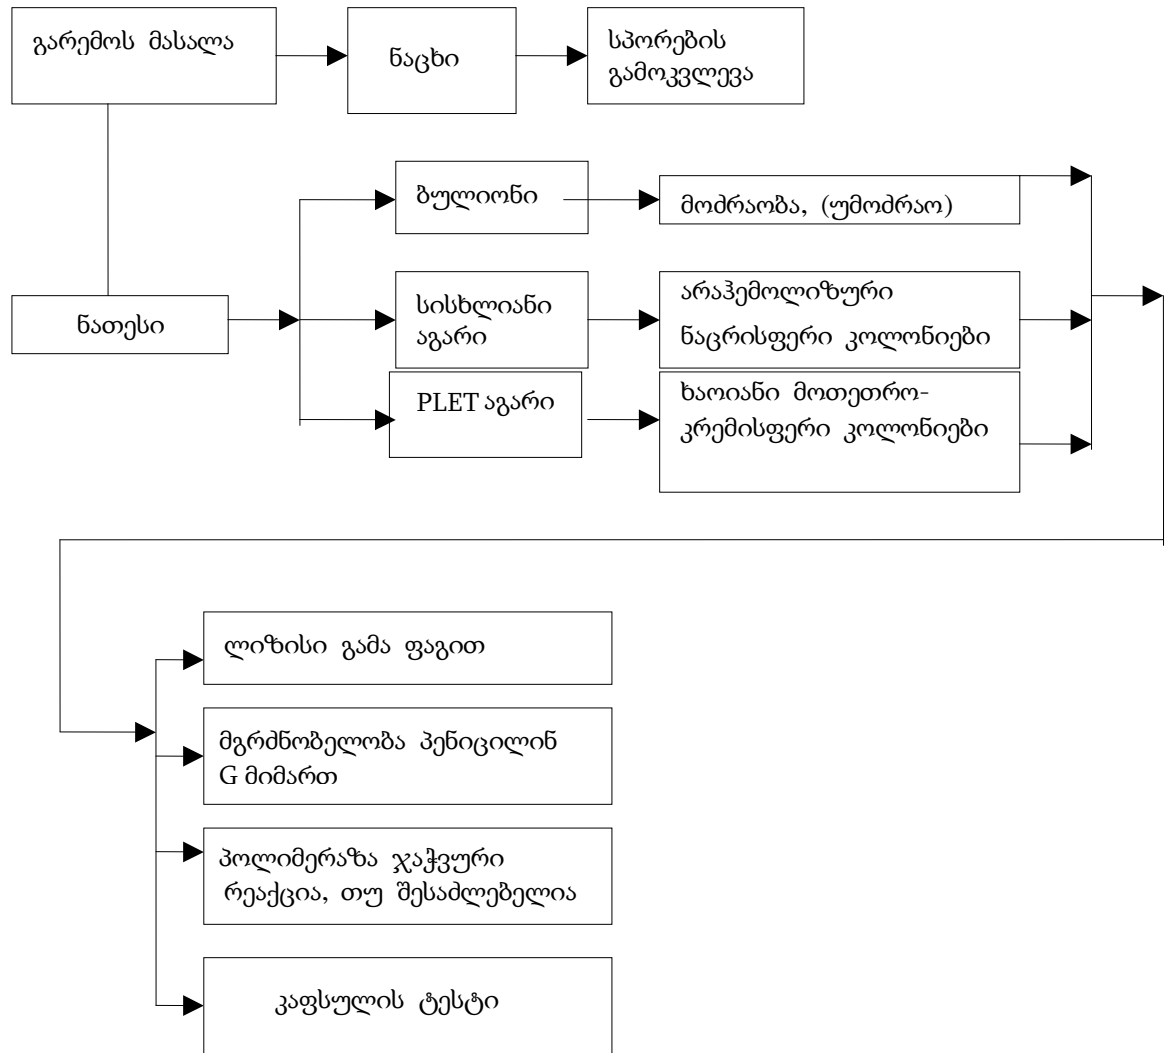 გარემოს მასალა
ნაცხი
სპორების
გამოკვლევა
ბულიონი
მოძრაობა, (უმოძრაო)
ნათესი
სისხლიანი
აგარი
არაჰემოლიზური
ნაცრისფერი კოლონიები
PLET აგარი
ხაოიანი მოთეთრო-
კრემისფერი კოლონიები
ლიზისი გამა ფაგით
მგრძნობელობა პენიცილინ
G მიმართ
პოლიმერაზა ჯაჭვური
რეაქცია, თუ შესაძლებელია
კაფსულის ტესტი